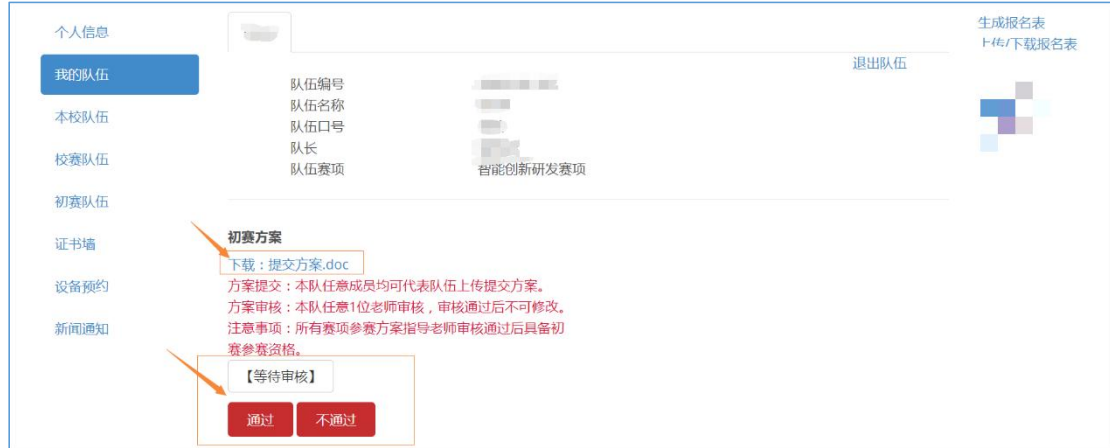 个人信息
我的队伍
本校队伍
校赛队伍
初赛队伍
证书墙
设备预约
新闻通知
退出队伍
队伍编号
队伍名称
队伍口号
队长
队伍赛项 智能创新研发赛项
初赛方案
下载：提交方案.doc
方案提交：本队任意成员均可代表队伍上传提交方案。
方案审核：本队任意1位老师审核，审核通过后不可修改。
注意事项：所有赛项参赛方案指导老师审核通过后具备初
赛参赛资格。
【等待审核】
通过 不通过
生成报名表
上传/下载报名表